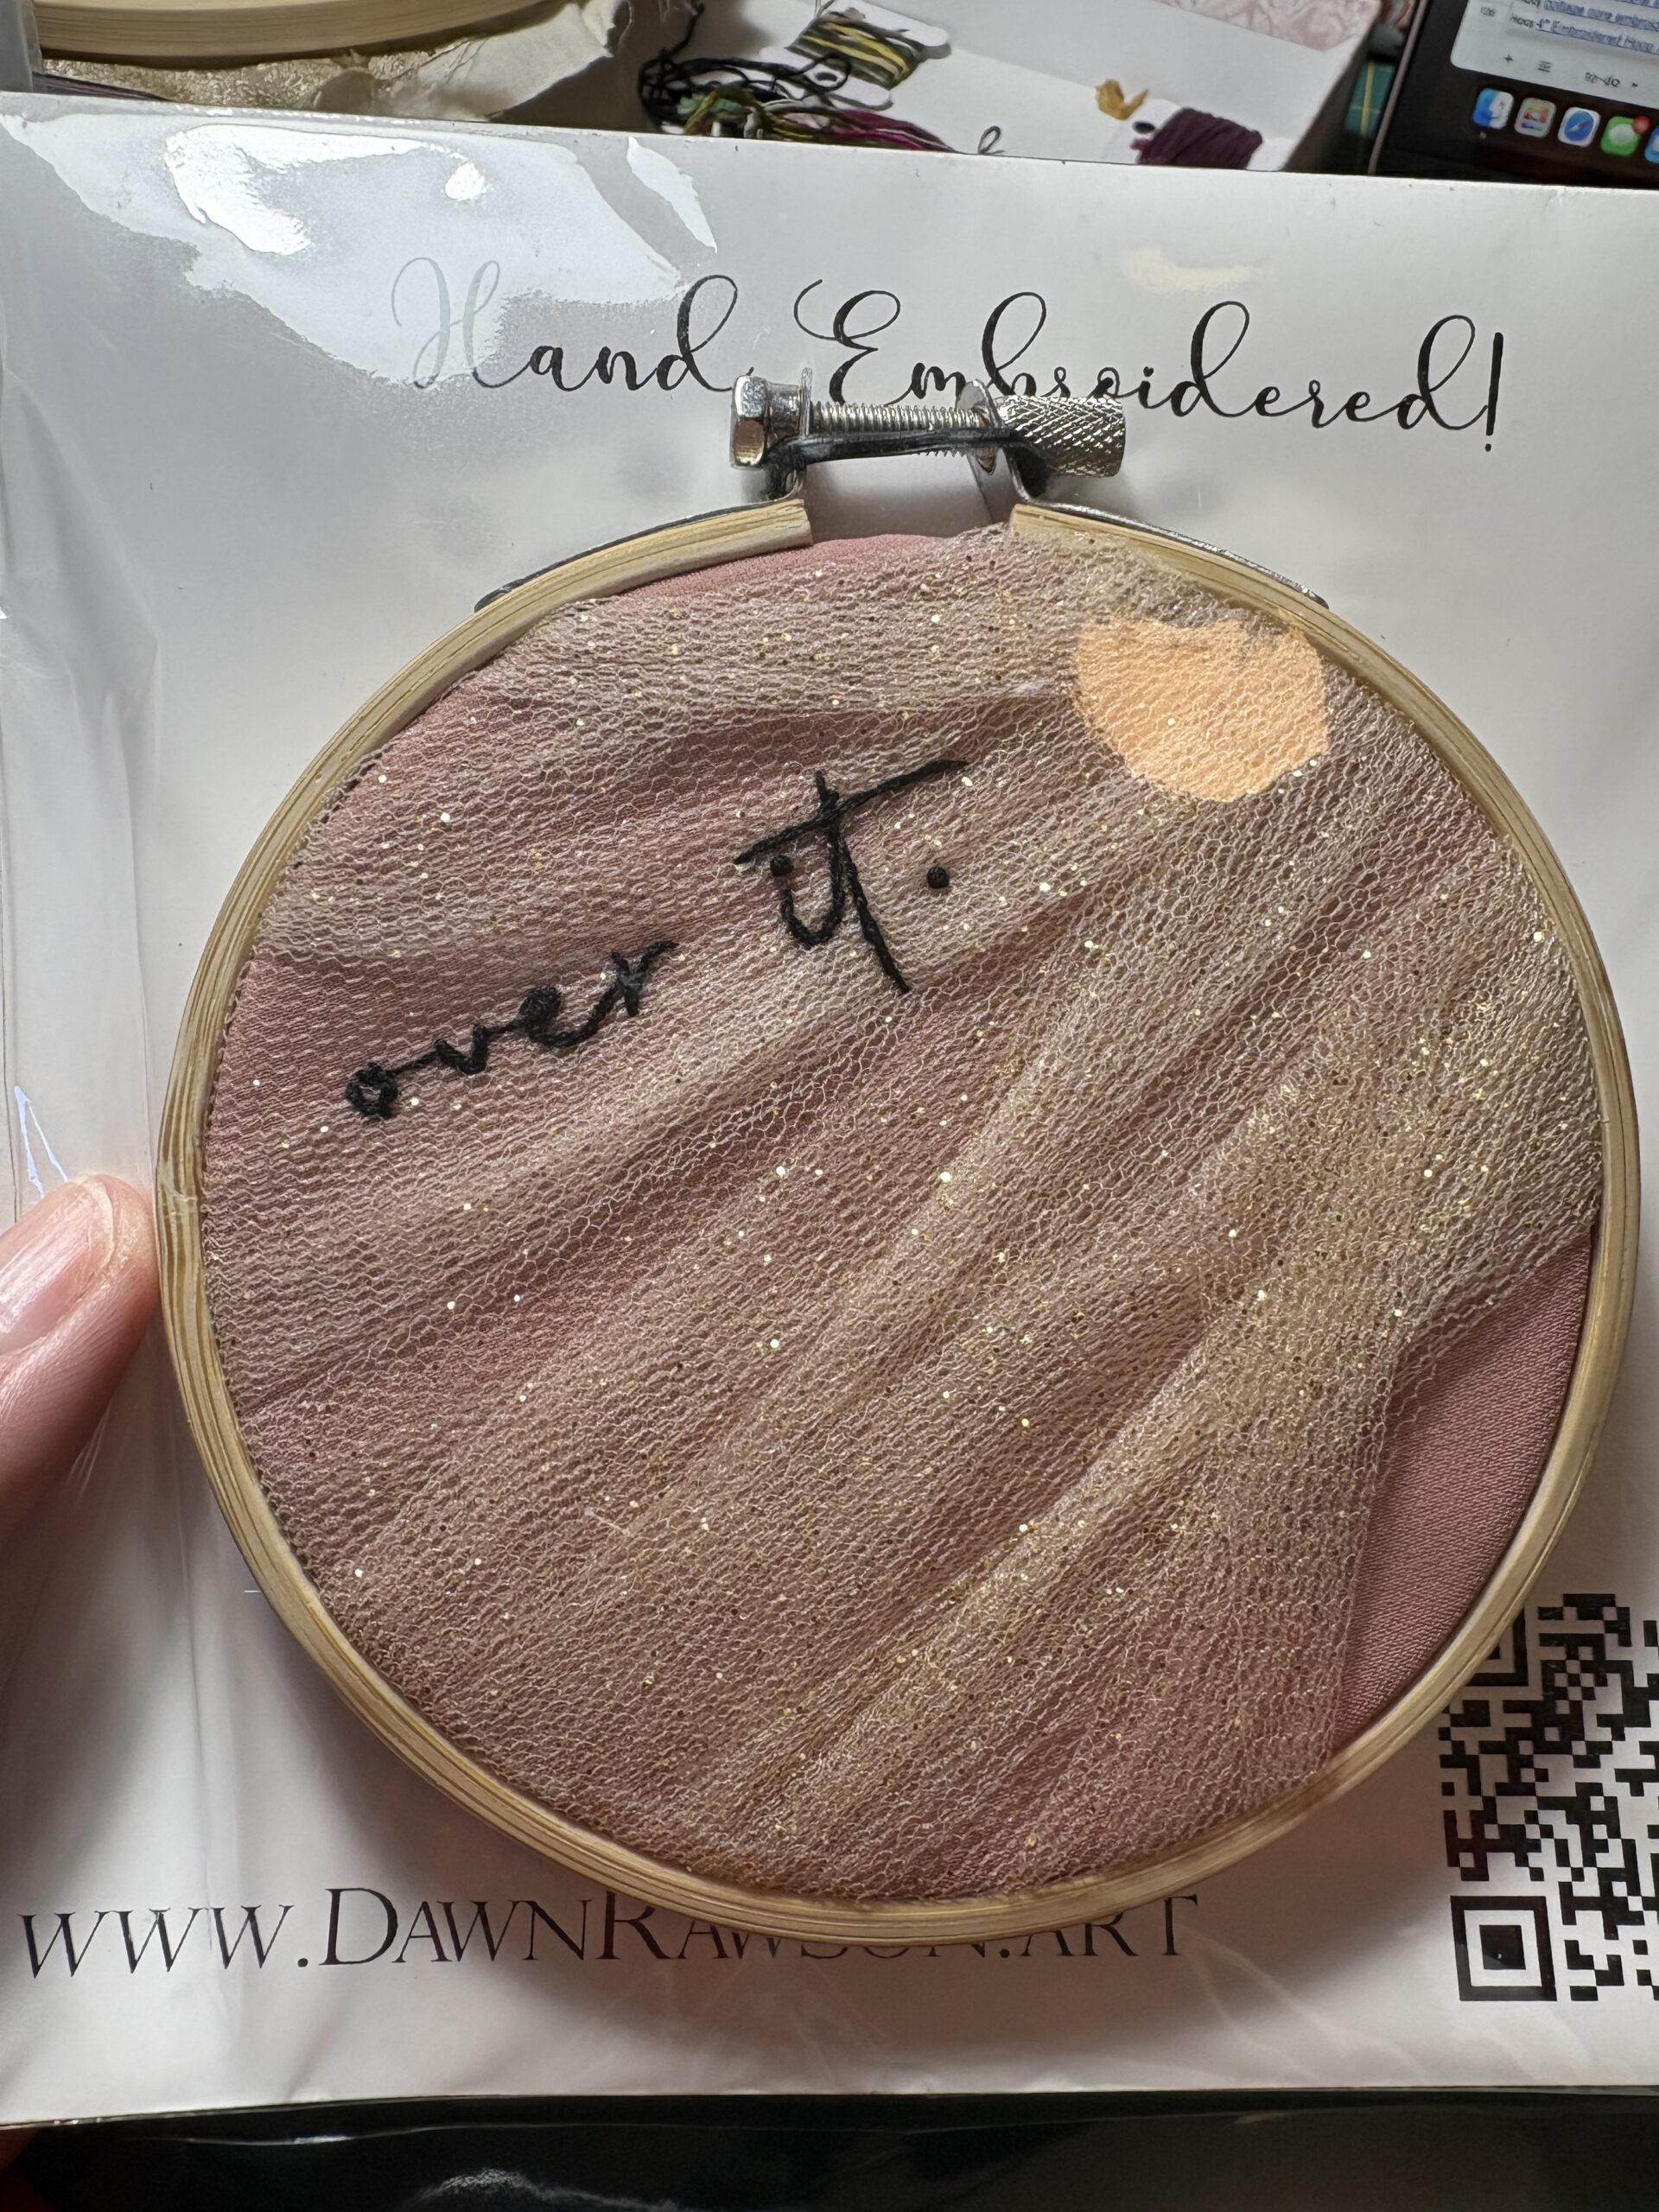 Hand Embroidered!
over it.
www.DawnRawson.art